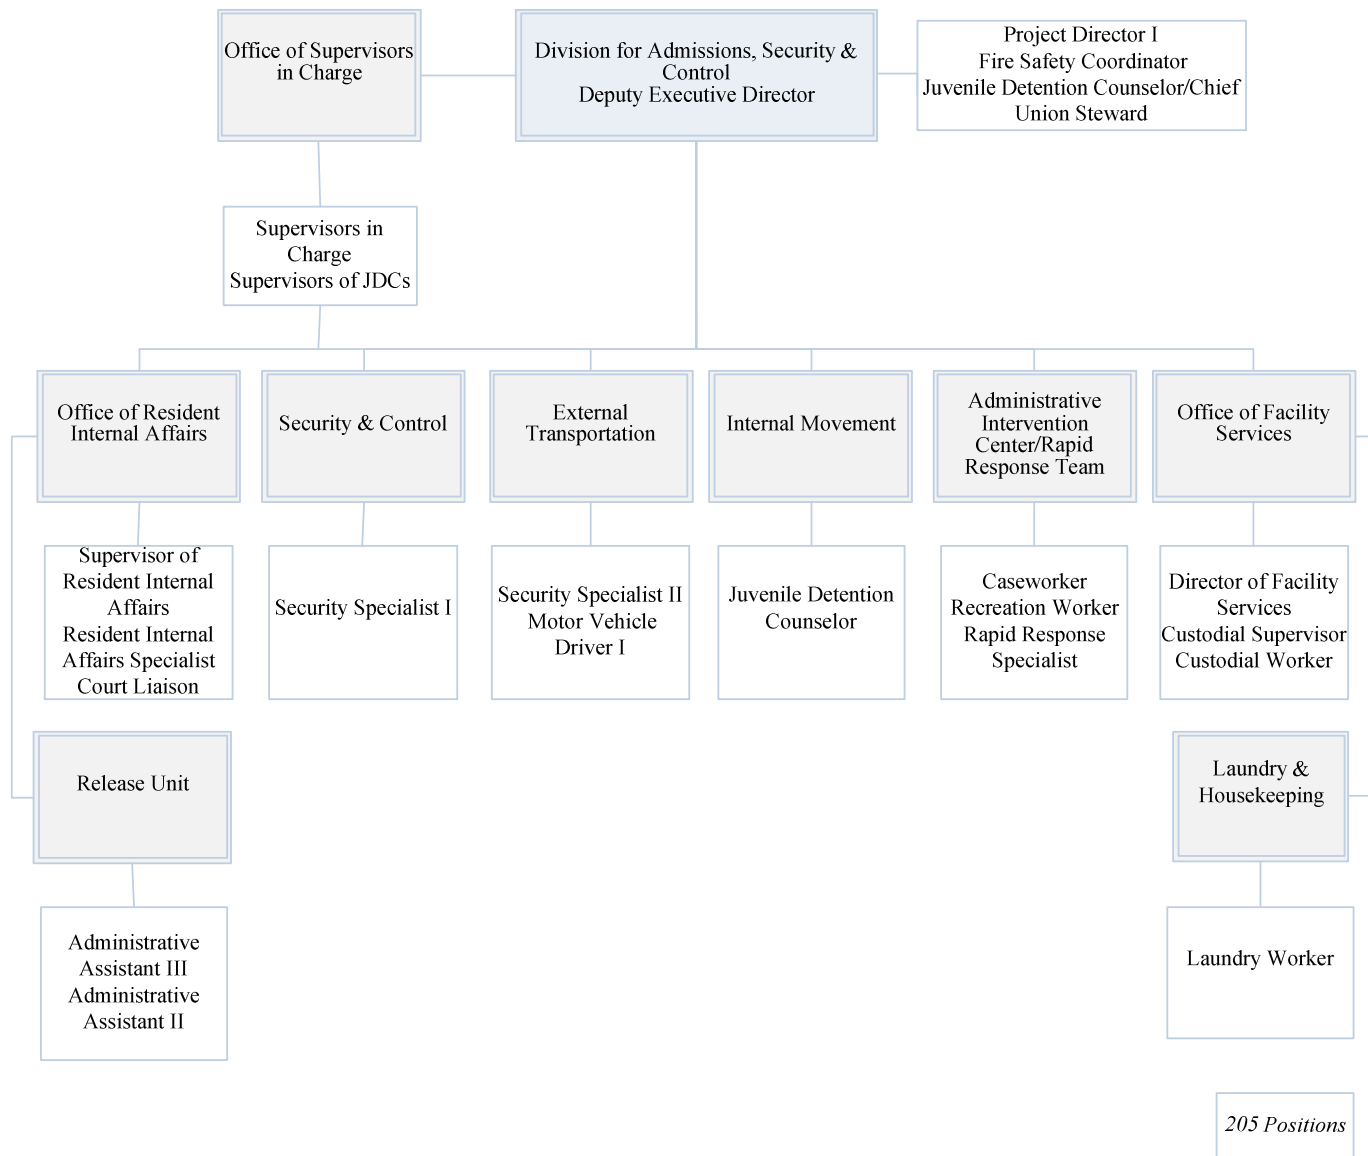 Office of Supervisors
in Charge
Division for Admissions, Security &
Control
Deputy Executive Director
Project Director I
Fire Safety Coordinator
Juvenile Detention Counselor/Chief
Union Steward
Supervisors in
Charge
Supervisors of JDCs
Office of Resident
Internal Affairs
Security & Control
External
Transportation
Internal Movement
Administrative
Intervention
Center/Rapid
Response Team
Office of Facility
Services
Supervisor of
Resident Internal
Affairs
Resident Internal
Affairs Specialist
Court Liaison
Security Specialist I
Security Specialist II
Motor Vehicle
Driver I
Juvenile Detention
Counselor
Caseworker
Recreation Worker
Rapid Response
Specialist
Director of Facility
Services
Custodial Supervisor
Custodial Worker
Release Unit
Laundry &
Housekeeping
Administrative
Assistant III
Administrative
Assistant II
Laundry Worker
205 Positions